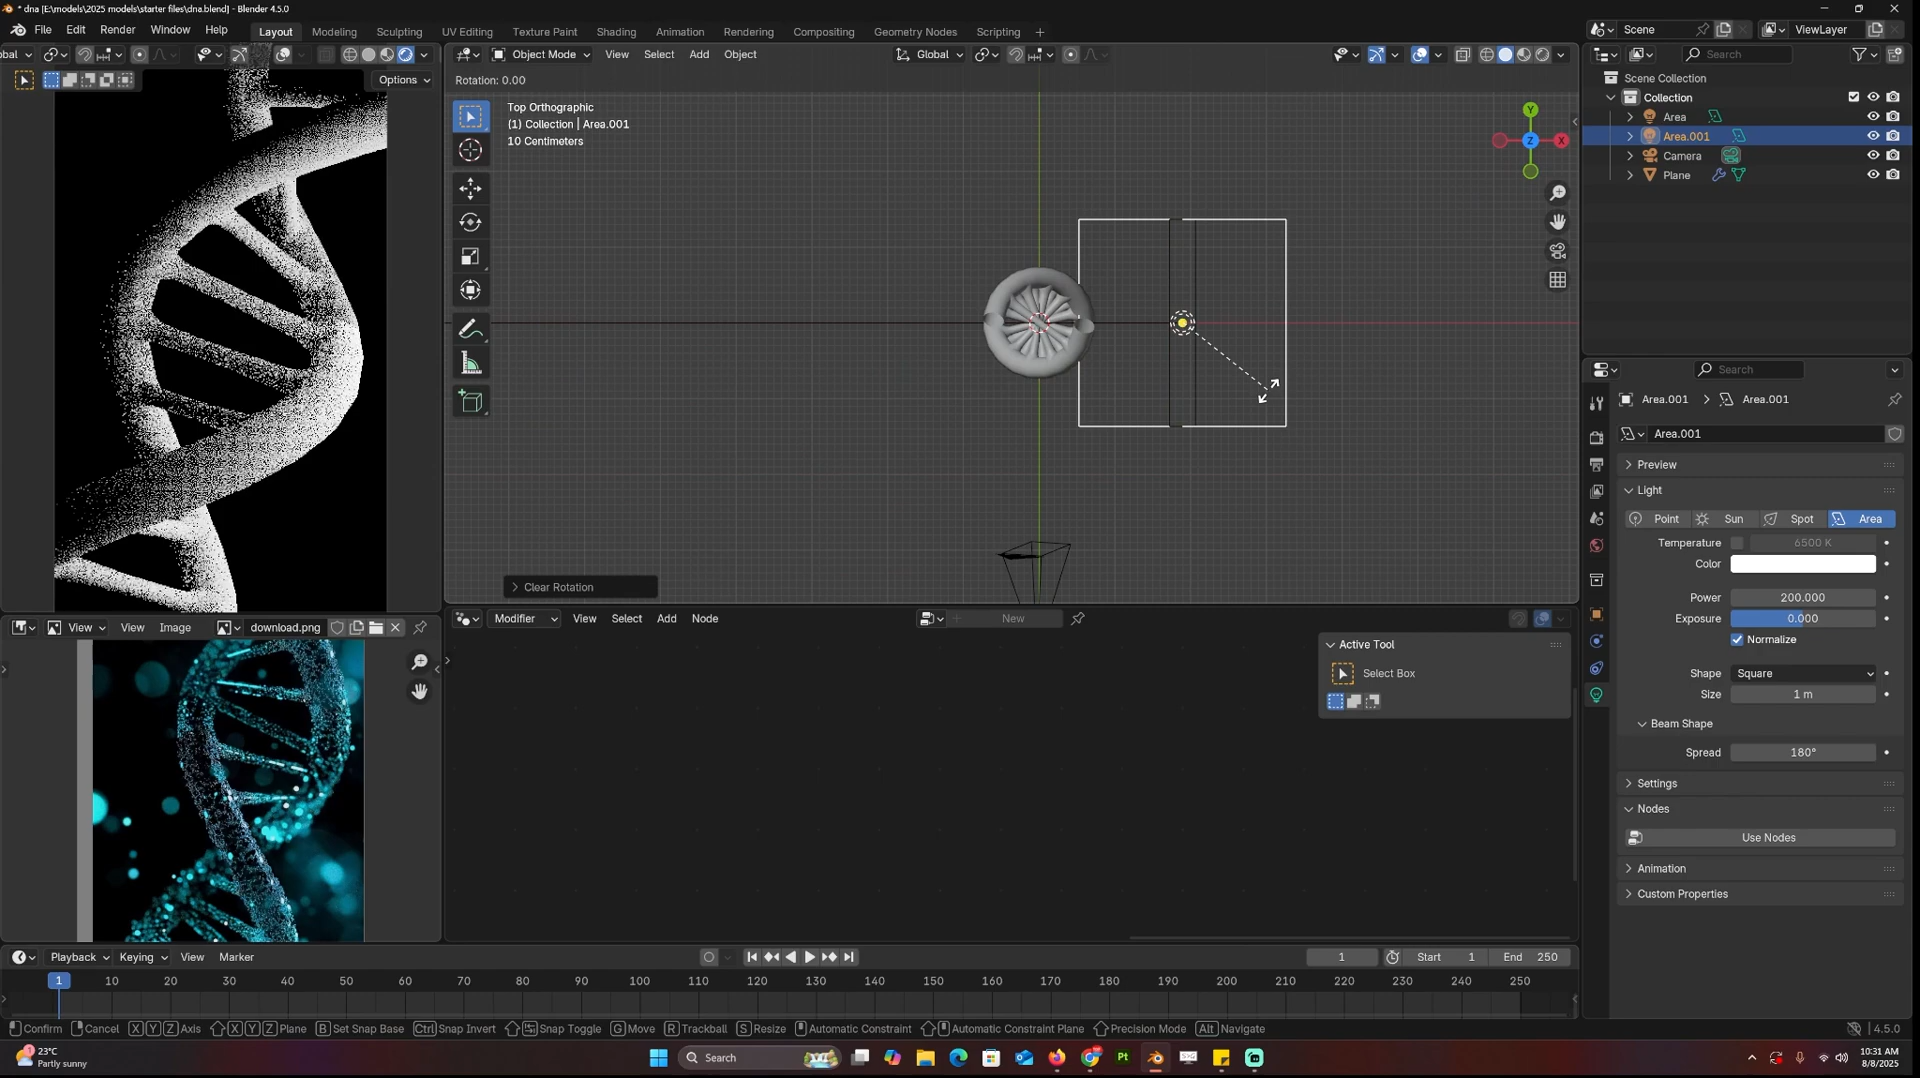 * dna [E:\models\2025 models\starter files\dna.blend] - Blender 4.5.0
File Edit Render Window Help Layout Modeling Sculpting UV Editing Texture Paint Shading Animation Rendering Compositing Geometry Nodes Scripting + Scene ViewLayer
obal Object Mode View Select Add Object Global Search
Options Rotation: 0.00 Scene Collection
Collection
Top Orthographic
(1) Collection | Area.001
10 Centimeters
Y
Z
X
Area
Area.001
Camera
Plane
Search
Area.001 > Area.001
Area.001
Preview
Light
Point Sun Spot Area
Temperature 6500 K
Color
Power 200.000
Exposure 0.000
Normalize
Shape Square
Size 1 m
Beam Shape
Spread 180°
Settings
Nodes
Use Nodes
Animation
Custom Properties
Clear Rotation
View View Image download.png
Modifier View Select Add Node New
Active Tool
Select Box
Playback Keying View Marker 1 Start 1 End 250
1 10 20 30 40 50 60 70 80 90 100 110 120 130 140 150 160 170 180 190 200 210 220 230 240 250
Confirm Cancel X Y Z Axis X Y Z Plane B Set Snap Base Ctrl Snap Invert Snap Toggle G Move R Trackball S Resize Automatic Constraint Automatic Constraint Plane Precision Mode Alt Navigate 4.5.0
1
23°C
Partly sunny
Search
Pt
10:31 AM
8/8/2025